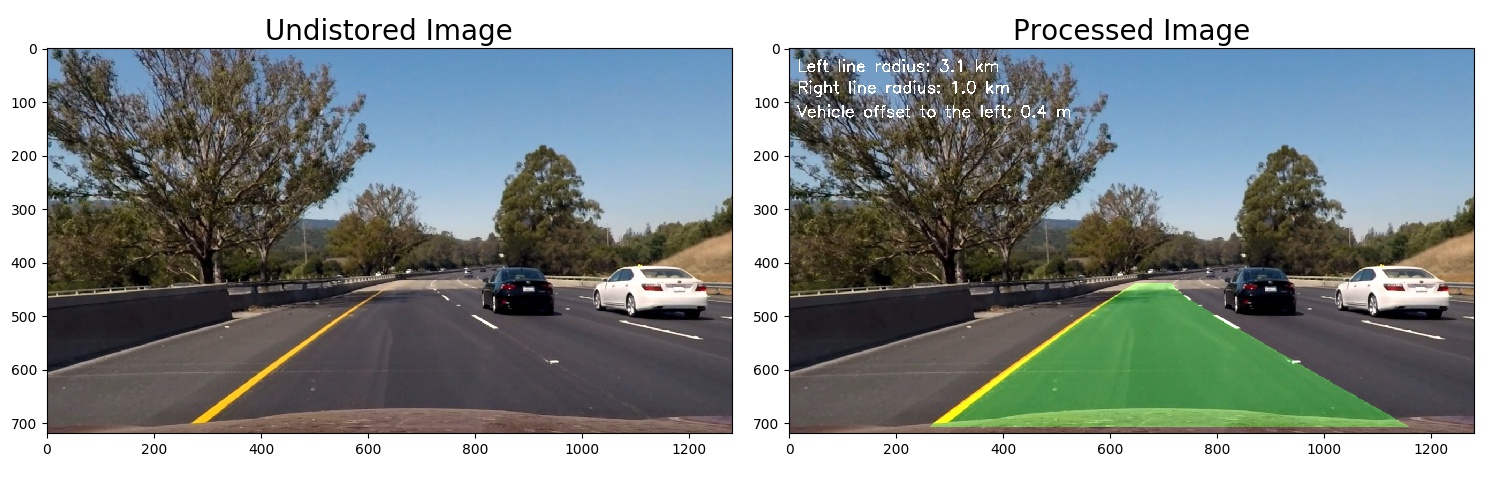 Undistored Image
Processed Image
0
100
200
300
400
500
600
700
0 200 400 600 800 1000 1200
0
100
200
300
400
500
600
700
0 200 400 600 800 1000 1200
Left line radius: 3.1 km
Right line radius: 1.0 km
Vehicle offset to the left: 0.4 m